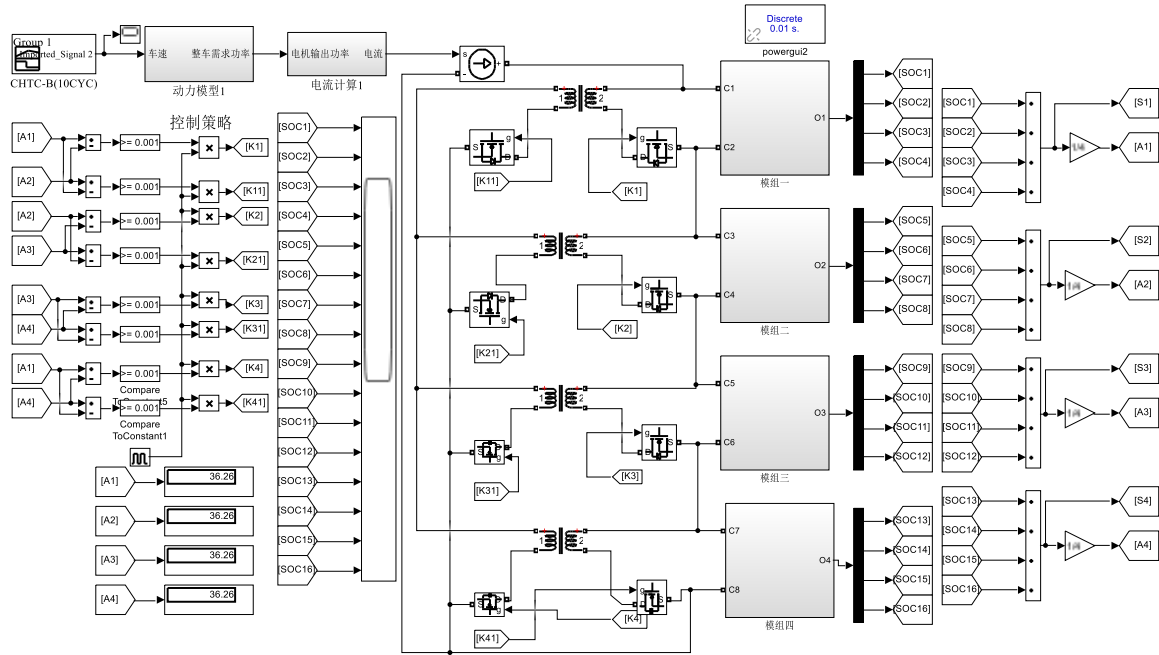 Group 1
Imported_Signal 2
CHTC-B(10CYC)
车速
整车需求功率
动力模型1
电机输出功率
电流
电流计算1
s
-
+
Discrete
0.01 s.
powergui2
控制策略
[A1]
[A2]
[A2]
[A3]
[A3]
[A4]
[A1]
[A4]
>= 0.001
>= 0.001
>= 0.001
>= 0.001
>= 0.001
>= 0.001
>= 0.001
>= 0.001
Compare
Compare
ToConstant1
[K1]
[K11]
[K2]
[K21]
[K3]
[K31]
[K4]
[K41]
[A1]
36.26
[A2]
36.26
[A3]
36.26
[A4]
36.26
[SOC1]
[SOC2]
[SOC3]
[SOC4]
[SOC5]
[SOC6]
[SOC7]
[SOC8]
[SOC9]
[SOC10]
[SOC11]
[SOC12]
[SOC13]
[SOC14]
[SOC15]
[SOC16]
1
2
g
S
D
g
D
S
[K11]
[K1]
1
2
D
S
g
g
D
S
[K21]
[K2]
1
2
S
D
g
g
D
S
[K31]
[K3]
1
2
S
D
g
g
D
S
[K41]
[K4]
C1
C2
O1
模组一
C3
C4
O2
模组二
C5
C6
O3
模组三
C7
C8
O4
模组四
[SOC1]
[SOC2]
[SOC3]
[SOC4]
[SOC5]
[SOC6]
[SOC7]
[SOC8]
[SOC9]
[SOC10]
[SOC11]
[SOC12]
[SOC13]
[SOC14]
[SOC15]
[SOC16]
[SOC1]
[SOC2]
[SOC3]
[SOC4]
[SOC5]
[SOC6]
[SOC7]
[SOC8]
[SOC9]
[SOC10]
[SOC11]
[SOC12]
[SOC13]
[SOC14]
[SOC15]
[SOC16]
[S1]
[A1]
[S2]
[A2]
[S3]
[A3]
[S4]
[A4]